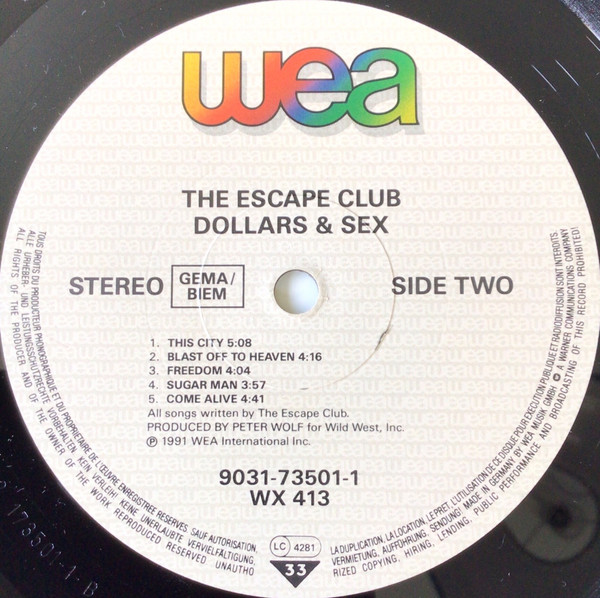 wea
THE ESCAPE CLUB
DOLLARS & SEX
STEREO
GEMA/
BIEM
SIDE TWO
1. THIS CITY 5:08
2. BLAST OFF TO HEAVEN 4:16
3. FREEDOM 4:04
4. SUGAR MAN 3:57
5. COME ALIVE 4:41
All songs written by The Escape Club.
PRODUCED BY PETER WOLF for Wild West, Inc.
℗ 1991 WEA International Inc.
9031-73501-1
WX 413
LC 4281
33
TOUS DROITS DU PRODUCTEUR PHONOGRAPHIQUE ET DU PROPRIETAIRE DE L'ŒUVRE ENREGISTREE RESERVES. SAUF AUTORISATION, LA DUPLICATION, LA LOCATION, LE PRET, L'UTILISATION DE CE DISQUE POUR EXECUTION PUBLIQUE ET RADIODIFFUSION SONT INTERDITS
ALLE URHEBER- UND LEISTUNGSSCHUTZRECHTE VORBEHALTEN. KEIN VERLEIH! KEINE UNERLAUBTE VERVIELFÄLTIGUNG, VERMIETUNG, AUFFÜHRUNG, SENDUNG! MADE IN GERMANY BY WEA MUSIK GMBH A WARNER COMMUNICATIONS COMPANY
ALL RIGHTS OF THE PRODUCER AND OF THE OWNER OF THE WORK REPRODUCED RESERVED UNAUTHORIZED COPYING, HIRING, LENDING, PUBLIC PERFORMANCE AND BROADCASTING OF THIS RECORD PROHIBITED!